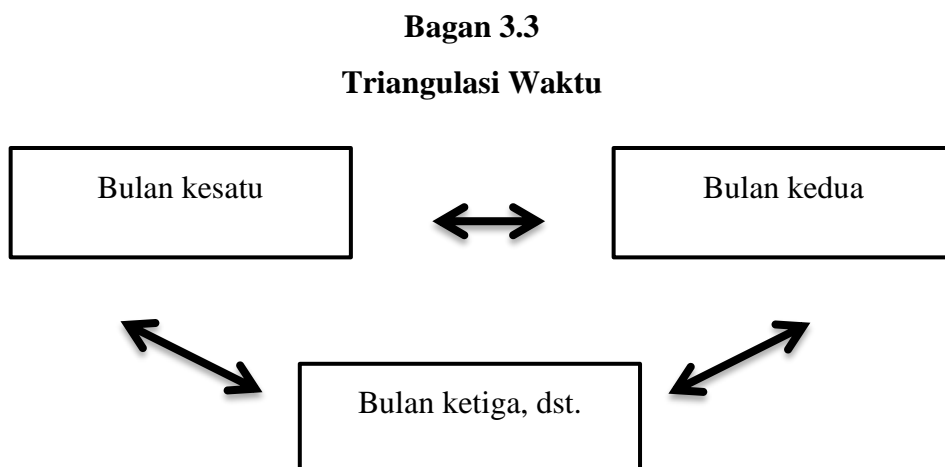 Bagan 3.3
Triangulasi Waktu
Bulan kesatu
Bulan kedua
Bulan ketiga, dst.